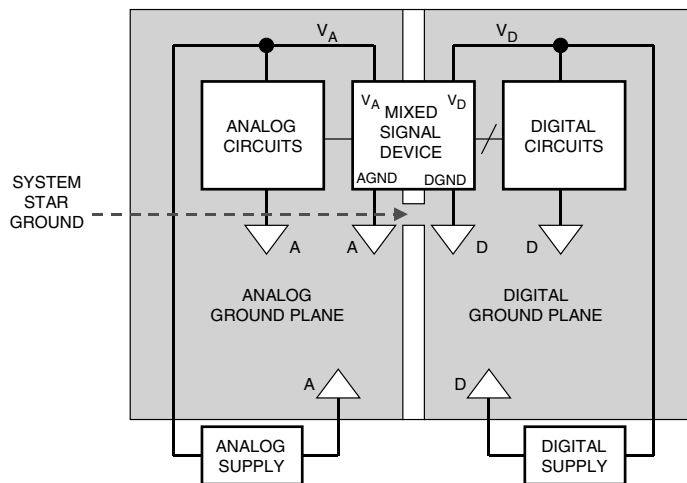 VA
VD
VA
VD
MIXED
SIGNAL
DEVICE
AGND
DGND
ANALOG
CIRCUITS
DIGITAL
CIRCUITS
SYSTEM
STAR
GROUND
A
A
D
D
ANALOG
GROUND PLANE
DIGITAL
GROUND PLANE
A
D
ANALOG
SUPPLY
DIGITAL
SUPPLY